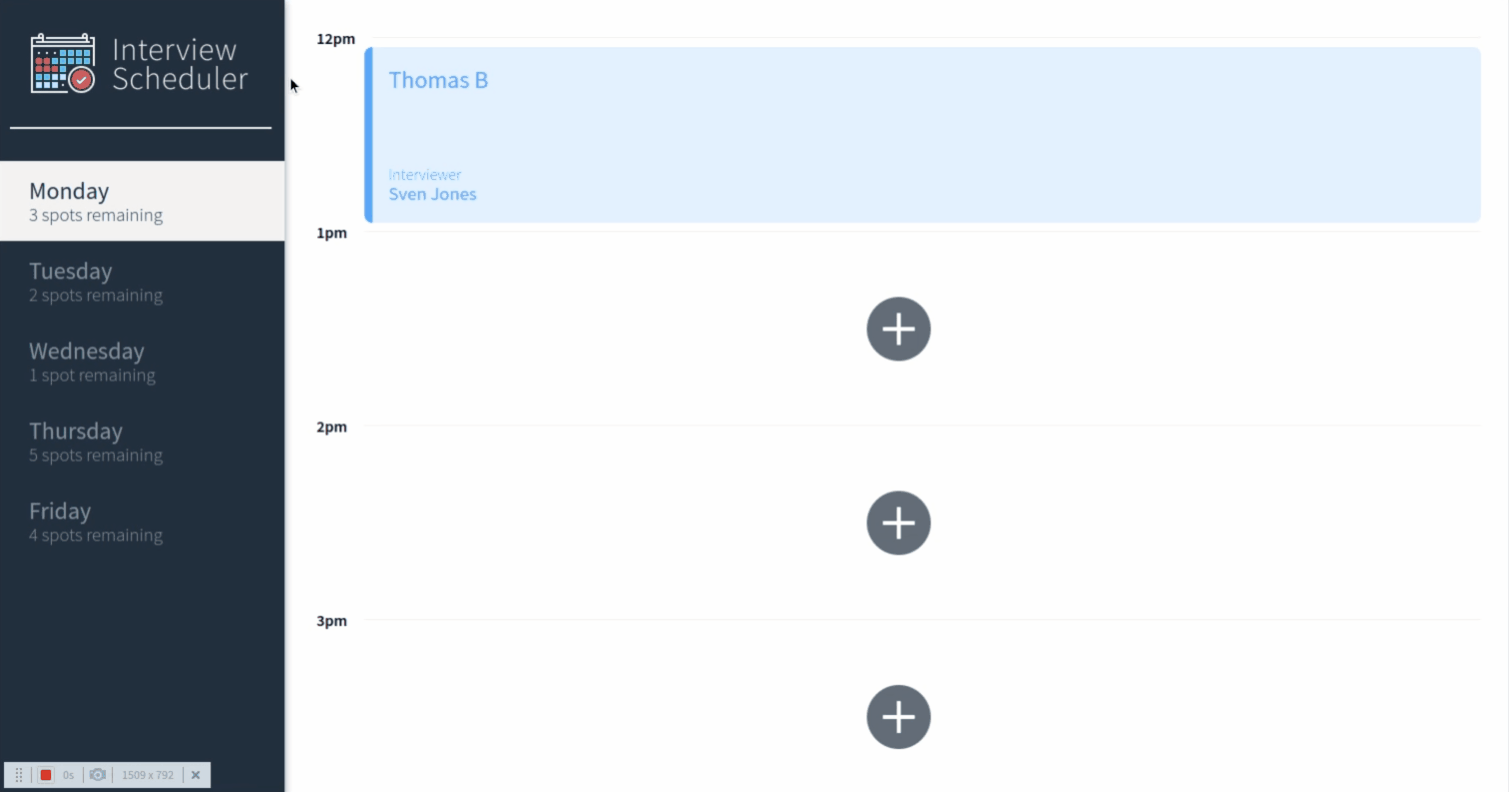 Interview
Scheduler
Monday
3 spots remaining
Tuesday
2 spots remaining
Wednesday
1 spot remaining
Thursday
5 spots remaining
Friday
4 spots remaining
0s
1509 x 792
12pm
Thomas B
Interviewer
Sven Jones
1pm
2pm
3pm